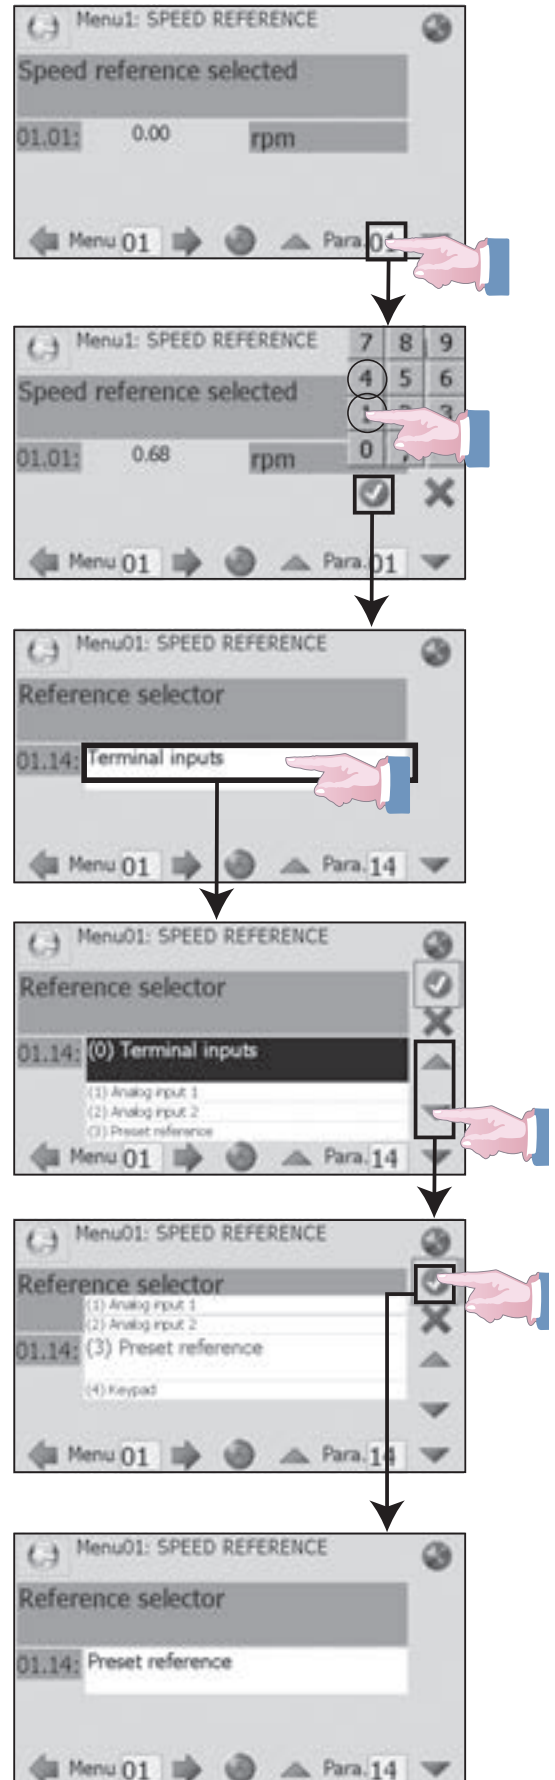 Menu1: SPEED REFERENCE
Speed reference selected
01.01: 0.00 rpm
Menu 01 Para. 01
Menu1: SPEED REFERENCE
7 8 9
Speed reference selected
4 5 6
1
01.01: 0.68 rpm
0
Menu 01 Para. 01
Menu01: SPEED REFERENCE
Reference selector
01.14: Terminal inputs
Menu 01 Para. 14
Menu01: SPEED REFERENCE
Reference selector
01.14: (0) Terminal inputs
(1) Analog input 1
(2) Analog input 2
(3) Preset reference
Menu 01 Para. 14
Menu01: SPEED REFERENCE
Reference selector
(1) Analog input 1
(2) Analog input 2
01.14: (3) Preset reference
(4) Keypad
Menu 01 Para. 14
Menu01: SPEED REFERENCE
Reference selector
01.14: Preset reference
Menu 01 Para. 14